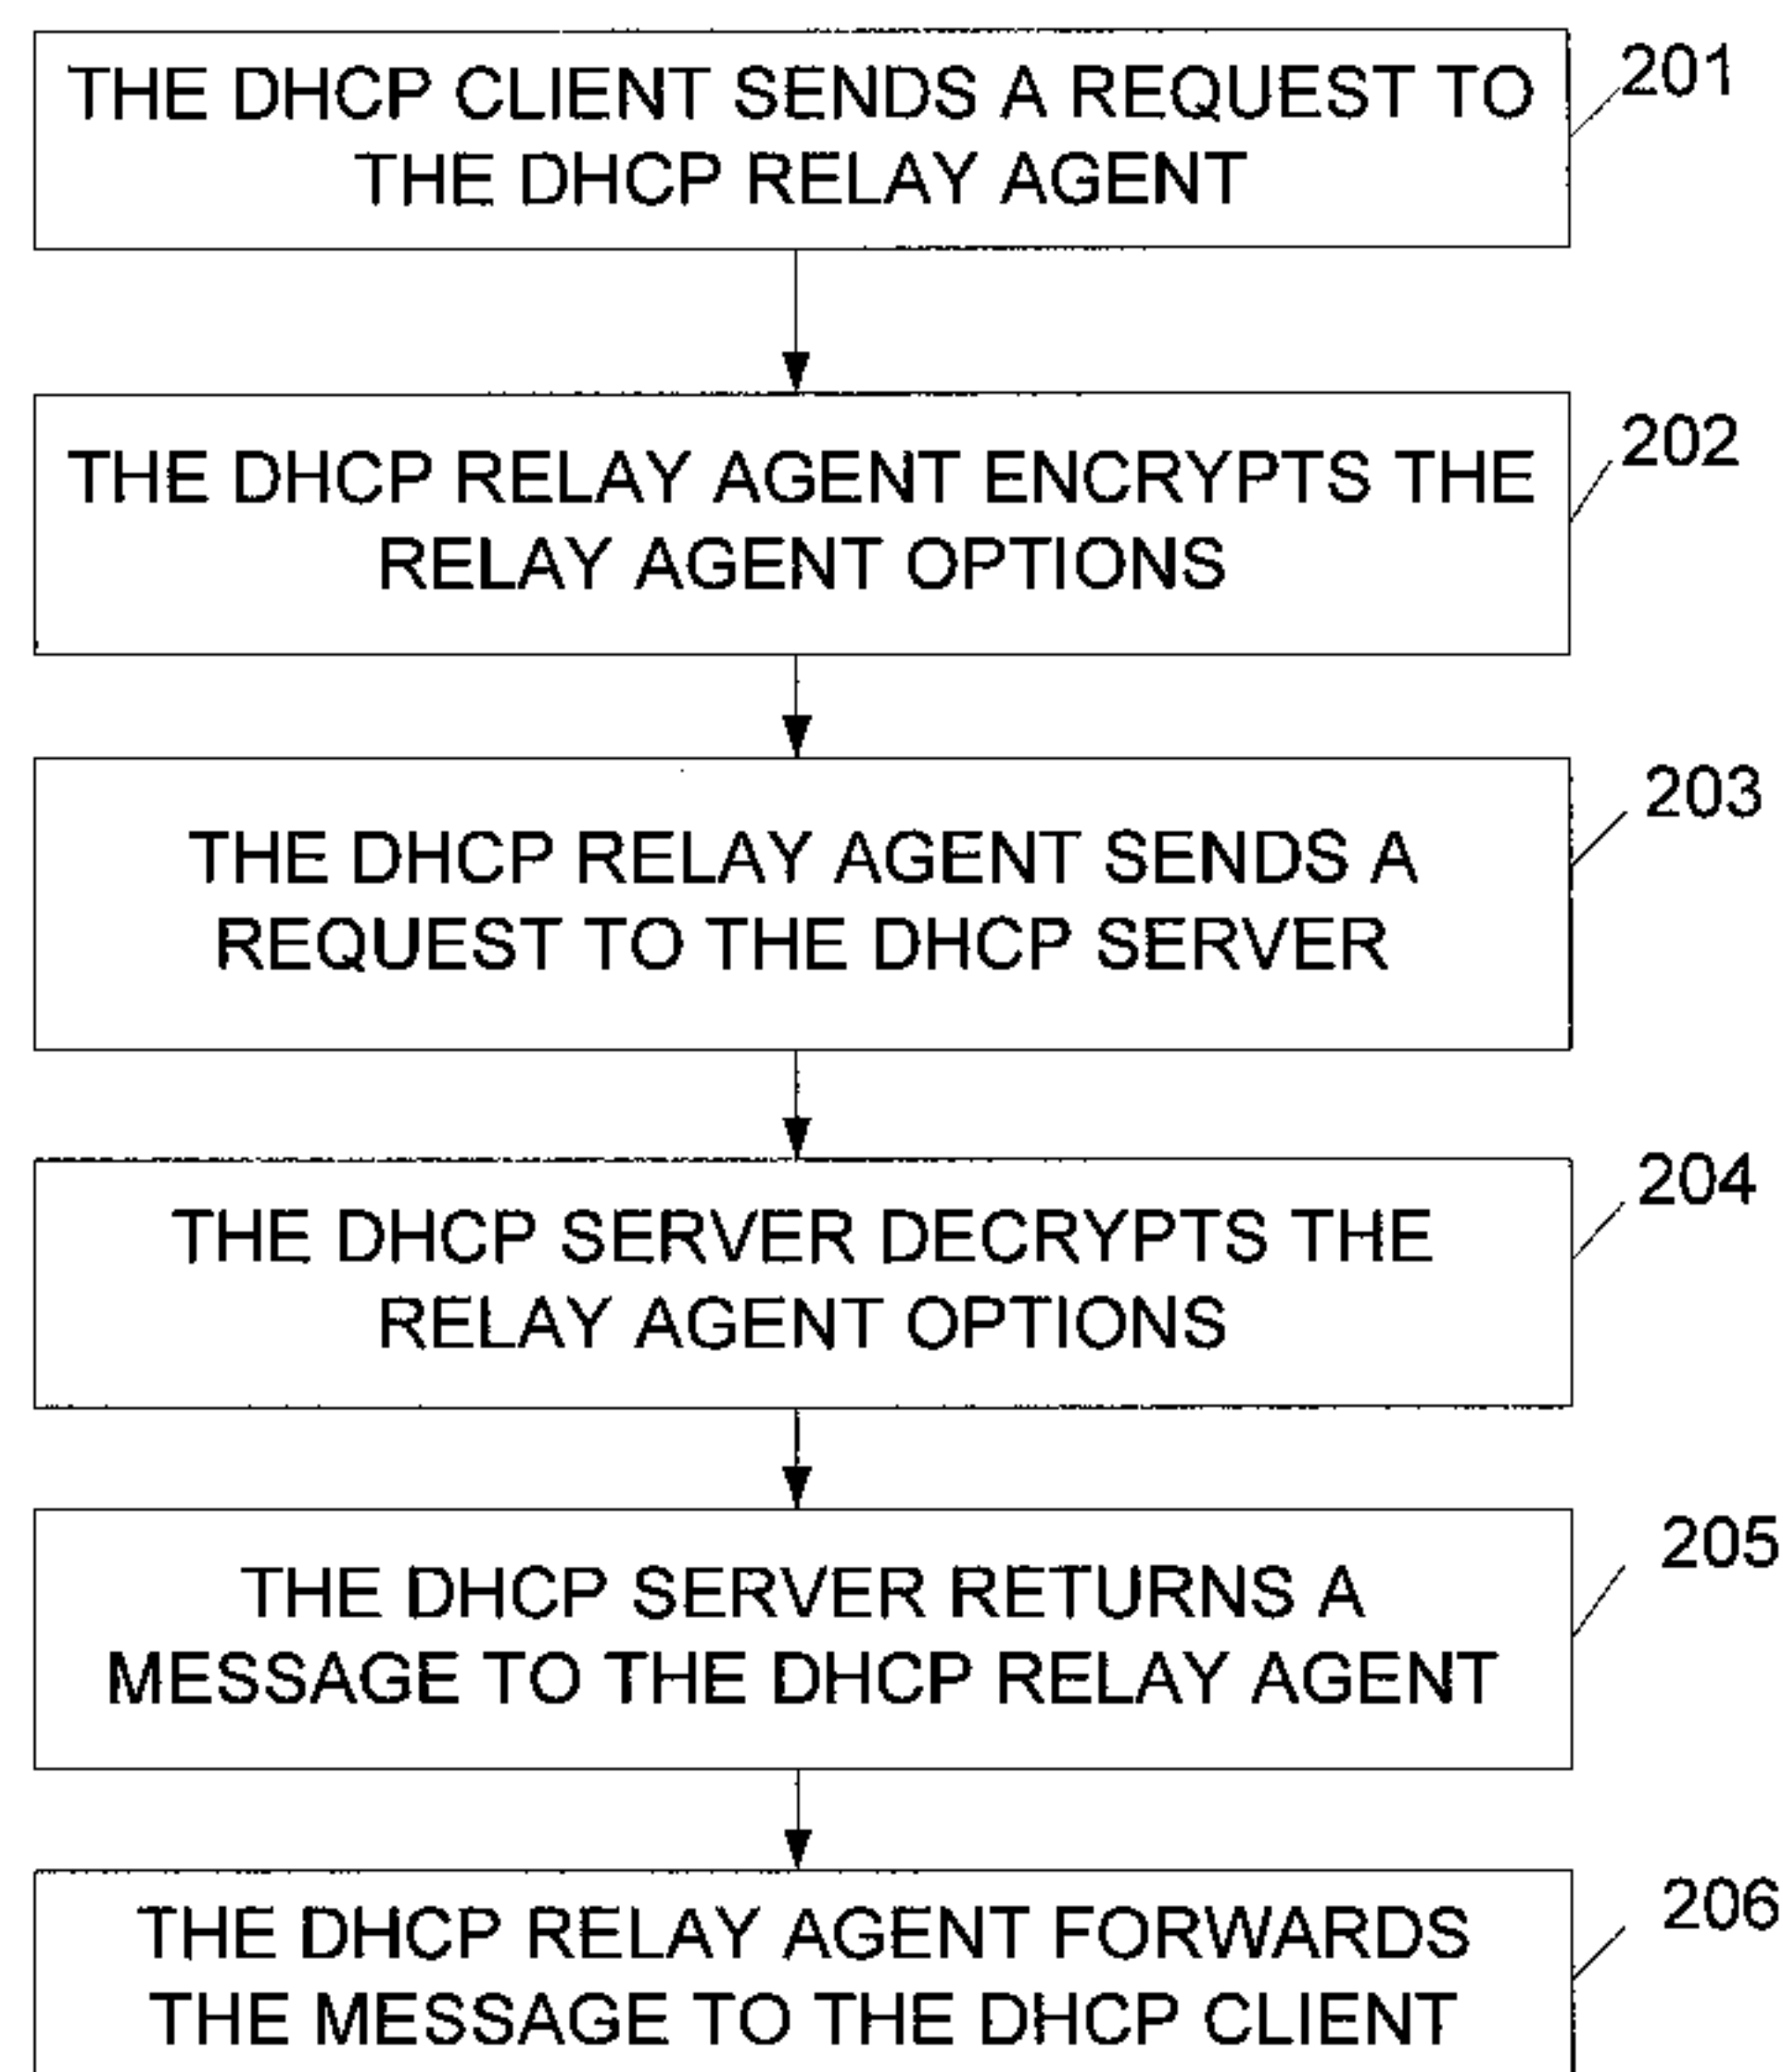 THE DHCP CLIENT SENDS A REQUEST TO
THE DHCP RELAY AGENT
201
THE DHCP RELAY AGENT ENCRYPTS THE
RELAY AGENT OPTIONS
202
THE DHCP RELAY AGENT SENDS A
REQUEST TO THE DHCP SERVER
203
THE DHCP SERVER DECRYPTS THE
RELAY AGENT OPTIONS
204
THE DHCP SERVER RETURNS A
MESSAGE TO THE DHCP RELAY AGENT
205
THE DHCP RELAY AGENT FORWARDS
THE MESSAGE TO THE DHCP CLIENT
206